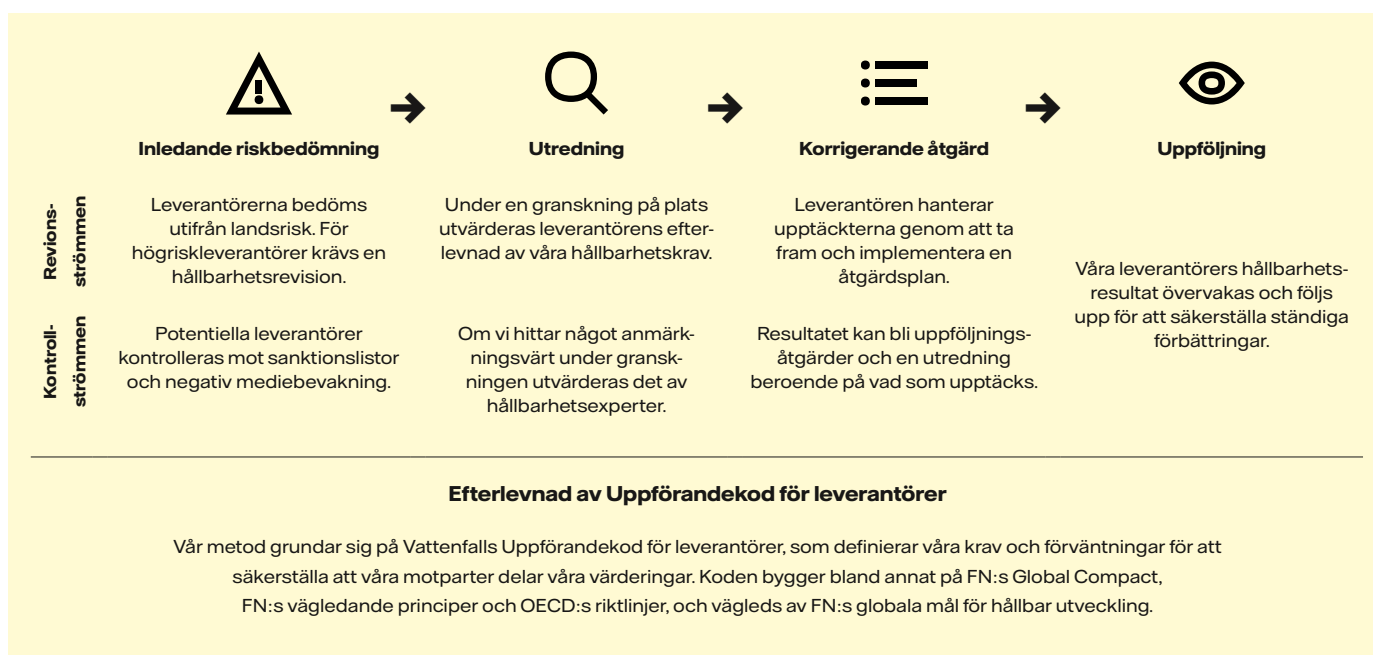 Inledande riskbedömning
Utredning
Korrigerande åtgärd
Uppföljning
Revions-
strömmen
Leverantörerna bedöms
utifrån landsrisk. För
högriskleverantörer krävs en
hållbarhetsrevision.
Under en granskning på plats
utvärderas leverantörens efter-
levnad av våra hållbarhetskrav.
Leverantören hanterar
upptäckterna genom att ta
fram och implementera en
åtgärdsplan.
Våra leverantörers hållbarhets-
resultat övervakas och följs
upp för att säkerställa ständiga
förbättringar.
Kontroll-
strömmen
Potentiella leverantörer
kontrolleras mot sanktionslistor
och negativ mediebevakning.
Om vi hittar något anmärk-
ningsvärt under gransk-
ningen utvärderas det av
hållbarhetsexperter.
Resultatet kan bli uppföljnings-
åtgärder och en utredning
beroende på vad som upptäcks.
Efterlevnad av Uppförandekod för leverantörer
Vår metod grundar sig på Vattenfalls Uppförandekod för leverantörer, som definierar våra krav och förväntningar för att
säkerställa att våra motparter delar våra värderingar. Koden bygger bland annat på FN:s Global Compact,
FN:s vägledande principer och OECD:s riktlinjer, och vägleds av FN:s globala mål för hållbar utveckling.